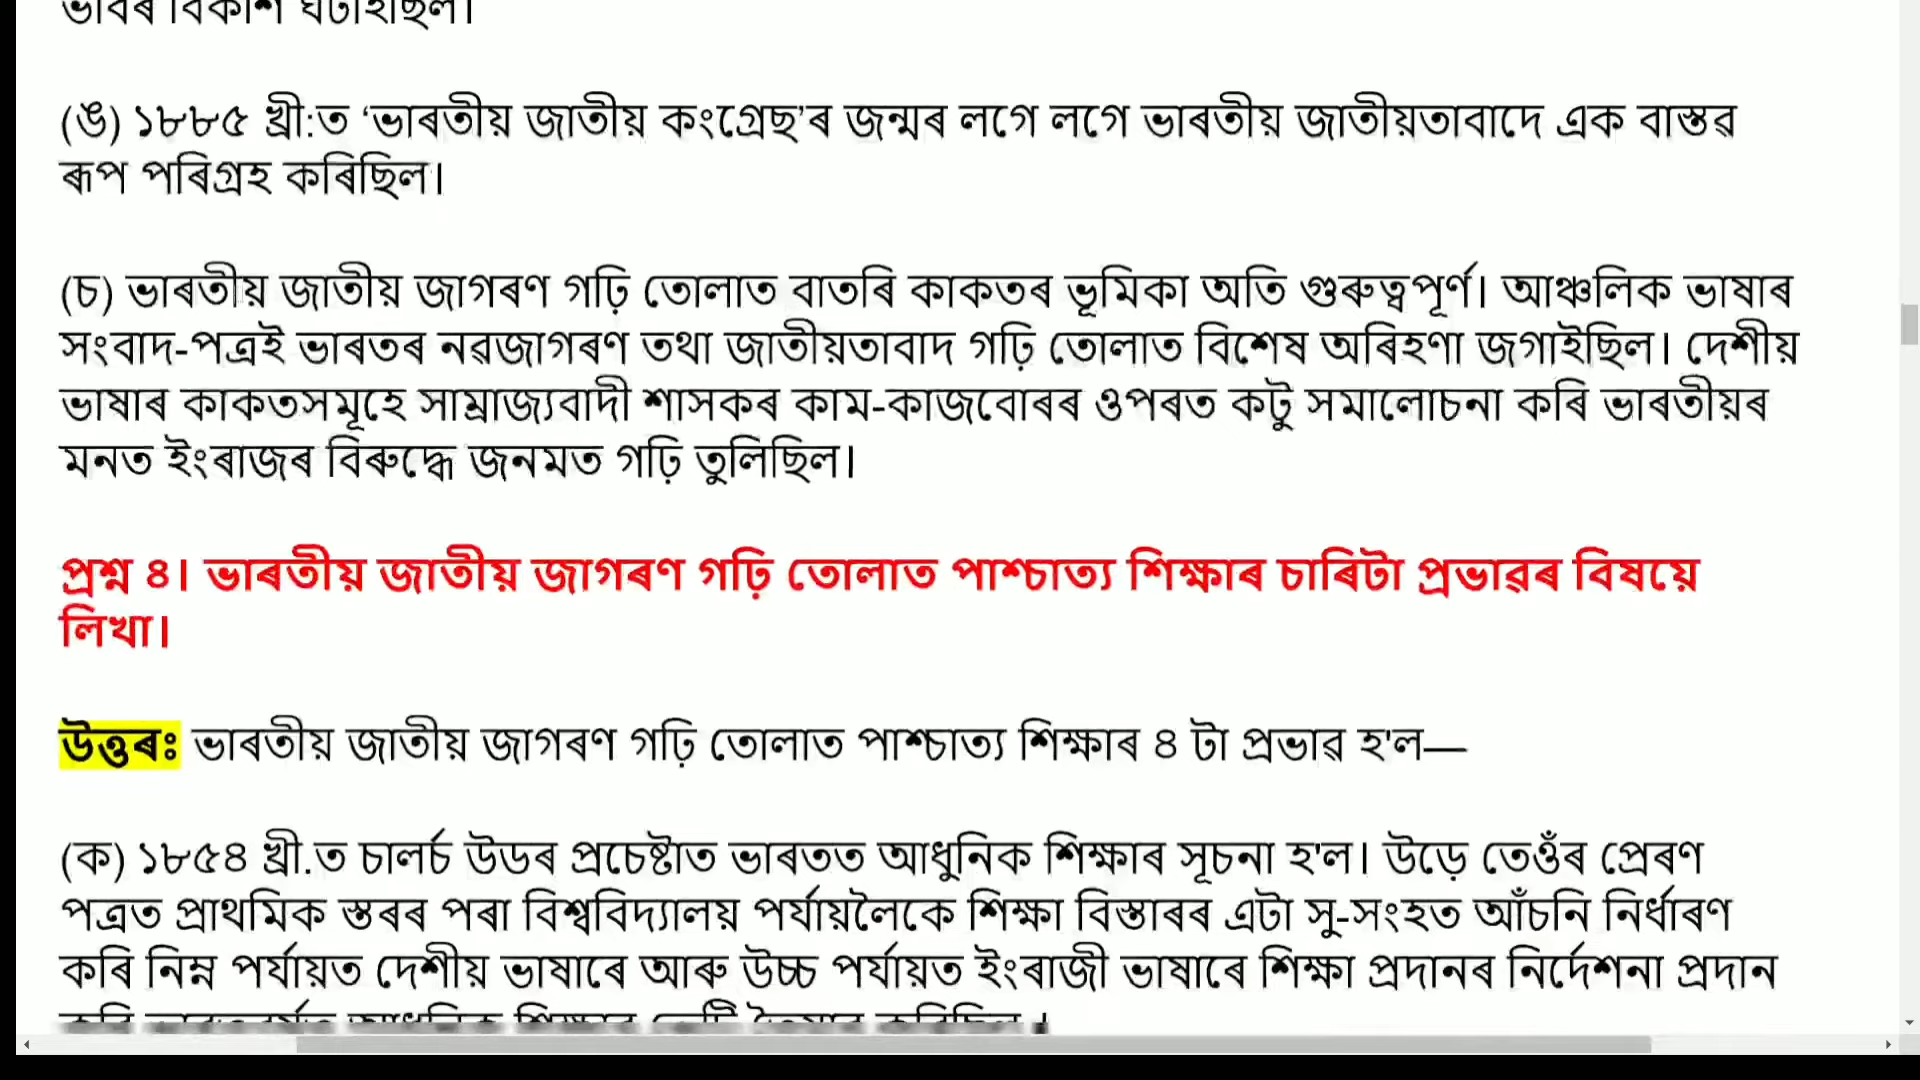 ভাবৰ বিকাশ ঘটাইছিল।
(ঙ) ১৮৮৫ খ্ৰী:ত ‘ভাৰতীয় জাতীয় কংগ্ৰেছ’ৰ জন্মৰ লগে লগে ভাৰতীয় জাতীয়তাবাদে এক বাস্তৱ
ৰূপ পৰিগ্ৰহ কৰিছিল।
(চ) ভাৰতীয় জাতীয় জাগৰণ গঢ়ি তোলাত বাতৰি কাকতৰ ভূমিকা অতি গুৰুত্বপূৰ্ণ। আঞ্চলিক ভাষাৰ
সংবাদ-পত্ৰই ভাৰতৰ নৱজাগৰণ তথা জাতীয়তাবাদ গঢ়ি তোলাত বিশেষ অৰিহণা জগাইছিল। দেশীয়
ভাষাৰ কাকতসমূহে সাম্ৰাজ্যবাদী শাসকৰ কাম-কাজবোৰৰ ওপৰত কটু সমালোচনা কৰি ভাৰতীয়ৰ
মনত ইংৰাজৰ বিৰুদ্ধে জনমত গঢ়ি তুলিছিল।
প্ৰশ্ন ৪। ভাৰতীয় জাতীয় জাগৰণ গঢ়ি তোলাত পাশ্চাত্য শিক্ষাৰ চাৰিটা প্ৰভাৱৰ বিষয়ে
লিখা।
উত্তৰঃ ভাৰতীয় জাতীয় জাগৰণ গঢ়ি তোলাত পাশ্চাত্য শিক্ষাৰ ৪ টা প্ৰভাৱ হ'ল—
(ক) ১৮৫৪ খ্ৰী.ত চালৰ্চ উডৰ প্ৰচেষ্টাত ভাৰতত আধুনিক শিক্ষাৰ সূচনা হ'ল। উড়ে তেওঁৰ প্ৰেৰণ
পত্ৰত প্ৰাথমিক স্তৰৰ পৰা বিশ্ববিদ্যালয় পৰ্যায়লৈকে শিক্ষা বিস্তাৰৰ এটা সু-সংহত আঁচনি নিৰ্ধাৰণ
কৰি নিম্ন পৰ্যায়ত দেশীয় ভাষাৰে আৰু উচ্চ পৰ্যায়ত ইংৰাজী ভাষাৰে শিক্ষা প্ৰদানৰ নিৰ্দেশনা প্ৰদান